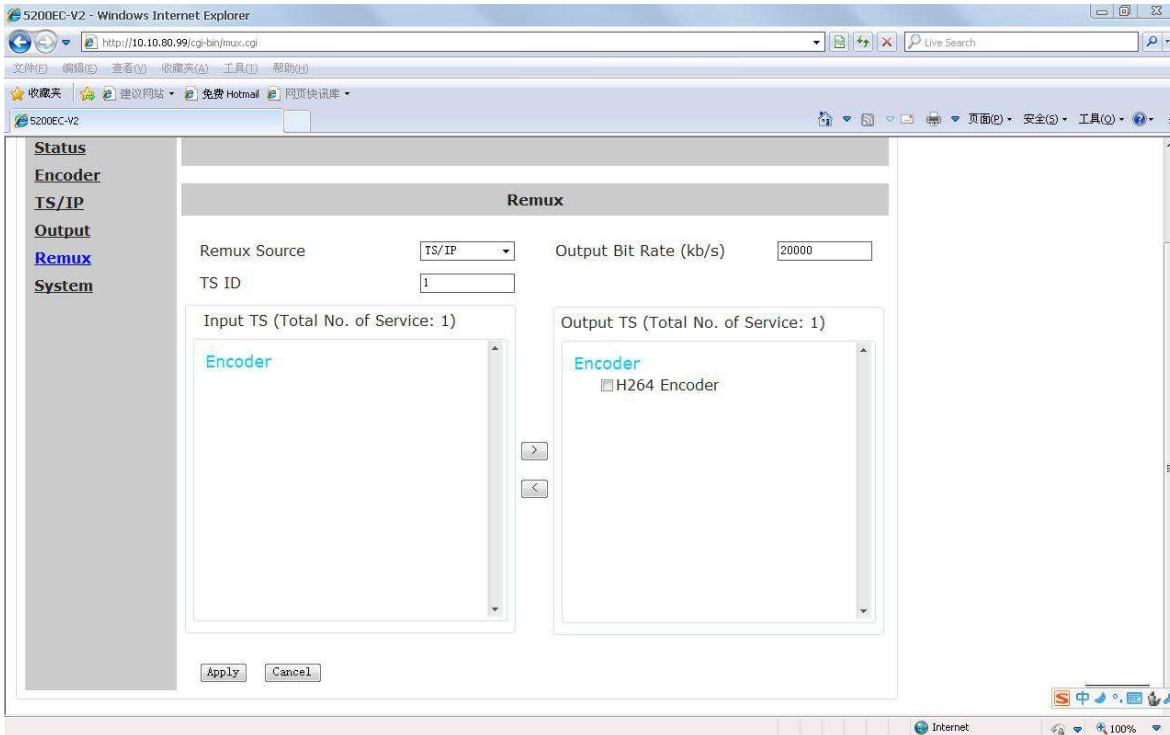 5200EC-V2 - Windows Internet Explorer
http://10.10.80.99/cgi-bin/mux.cgi
Live Search
文件(F) 编辑(E) 查看(V) 收藏夹(A) 工具(T) 帮助(H)
收藏夹 建议网站 免费 Hotmail 网页快讯库
5200EC-V2
页面(P) 安全(S) 工具(O)
Status
Encoder
TS/IP
Output
Remux
System
Remux
Remux Source TS/IP Output Bit Rate (kb/s) 20000
TS ID 1
Input TS (Total No. of Service: 1)
Encoder
Output TS (Total No. of Service: 1)
Encoder
H264 Encoder
>
<
Apply Cancel
S 中
Internet 100%